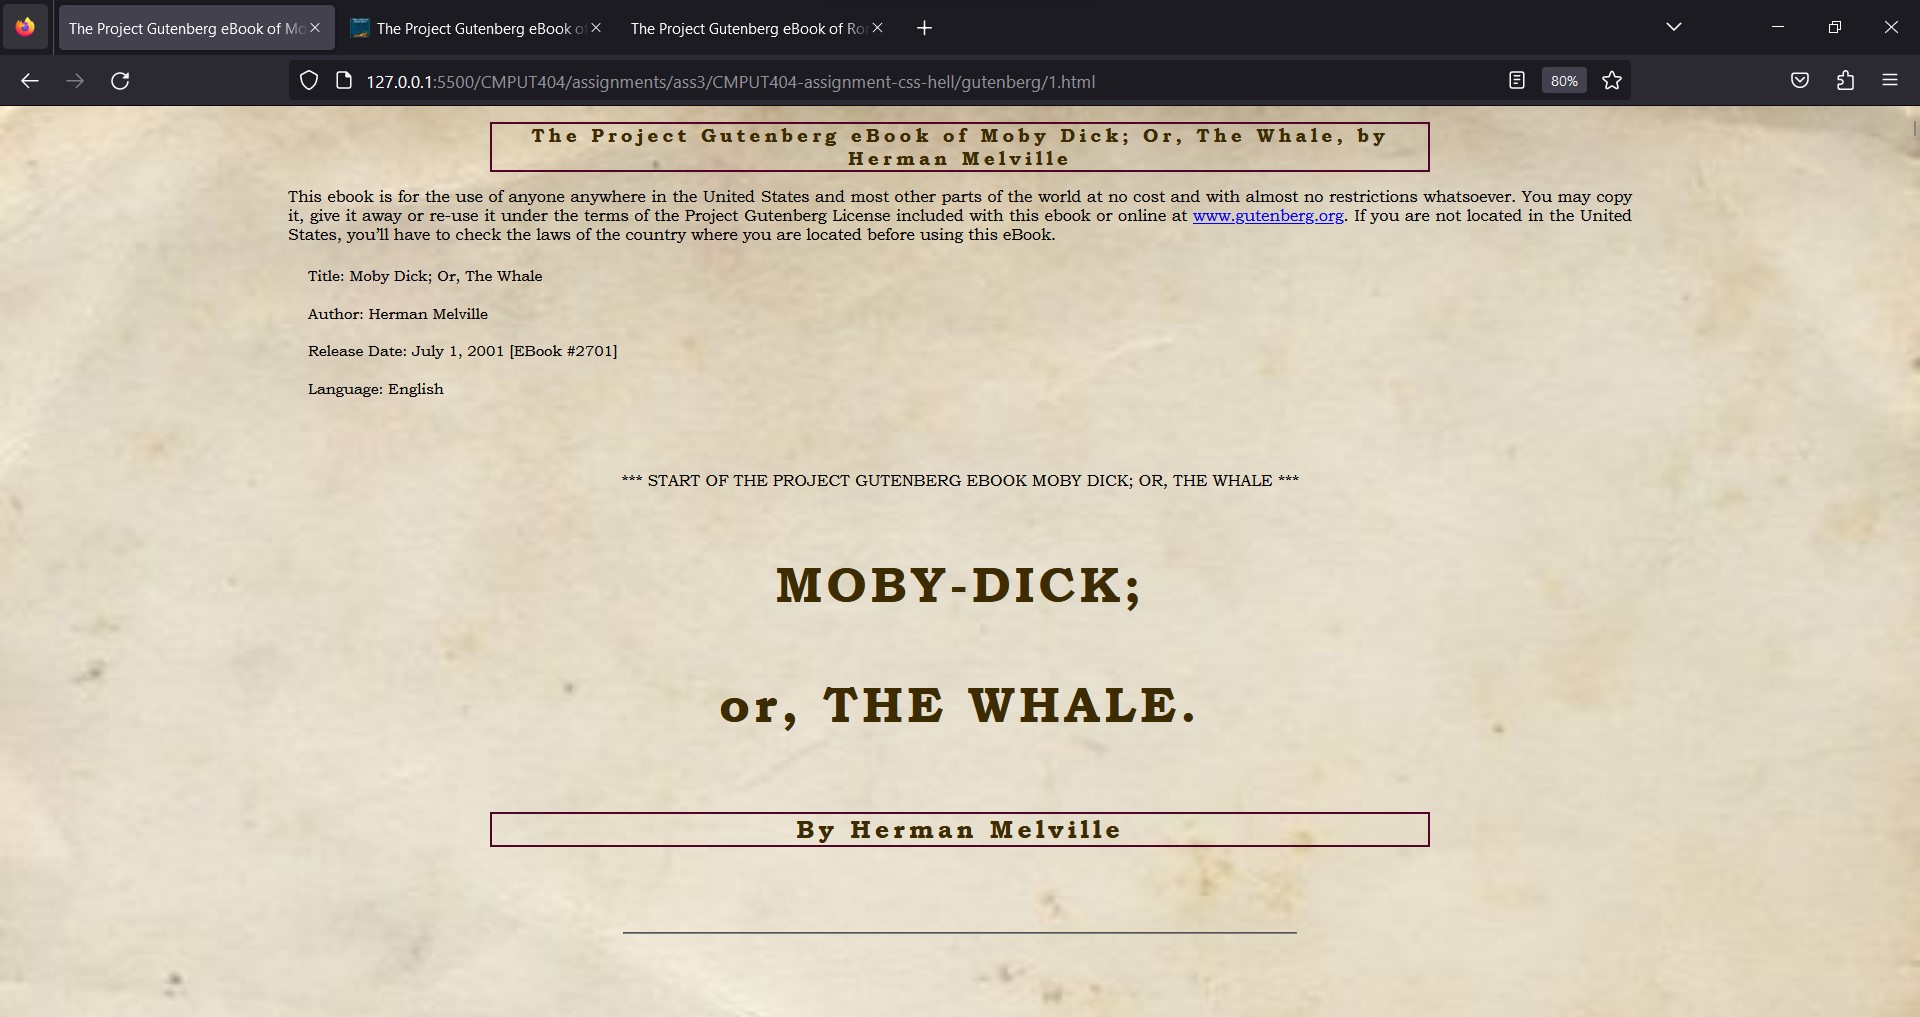 The Project Gutenberg eBook of Mo
The Project Gutenberg eBook of
The Project Gutenberg eBook of Ro
127.0.0.1:5500/CMPUT404/assignments/ass3/CMPUT404-assignment-css-hell/gutenberg/1.html
80%
The Project Gutenberg eBook of Moby Dick; Or, The Whale, by
Herman Melville
This ebook is for the use of anyone anywhere in the United States and most other parts of the world at no cost and with almost no restrictions whatsoever. You may copy
it, give it away or re-use it under the terms of the Project Gutenberg License included with this ebook or online at www.gutenberg.org. If you are not located in the United
States, you’ll have to check the laws of the country where you are located before using this eBook.
Title: Moby Dick; Or, The Whale
Author: Herman Melville
Release Date: July 1, 2001 [EBook #2701]
Language: English
*** START OF THE PROJECT GUTENBERG EBOOK MOBY DICK; OR, THE WHALE ***
MOBY-DICK;
or, THE WHALE.
By Herman Melville